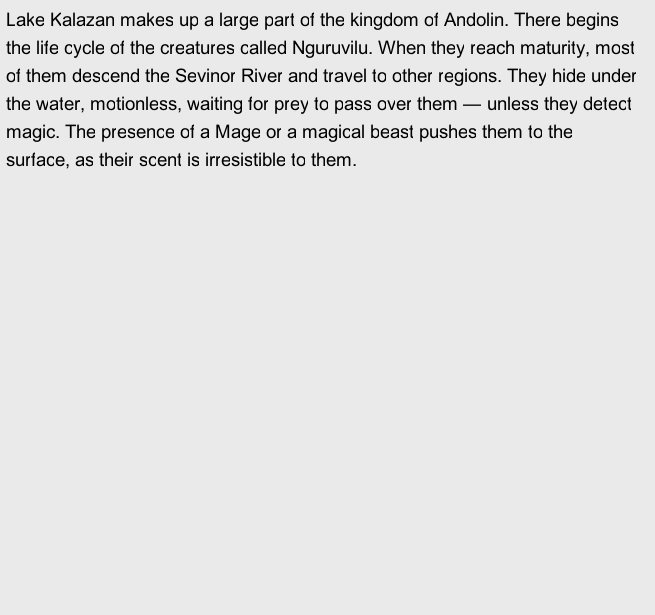 Lake Kalazan makes up a large part of the kingdom of Andolin. There begins
the life cycle of the creatures called Nguruvilu. When they reach maturity, most
of them descend the Sevinor River and travel to other regions. They hide under
the water, motionless, waiting for prey to pass over them — unless they detect
magic. The presence of a Mage or a magical beast pushes them to the
surface, as their scent is irresistible to them.